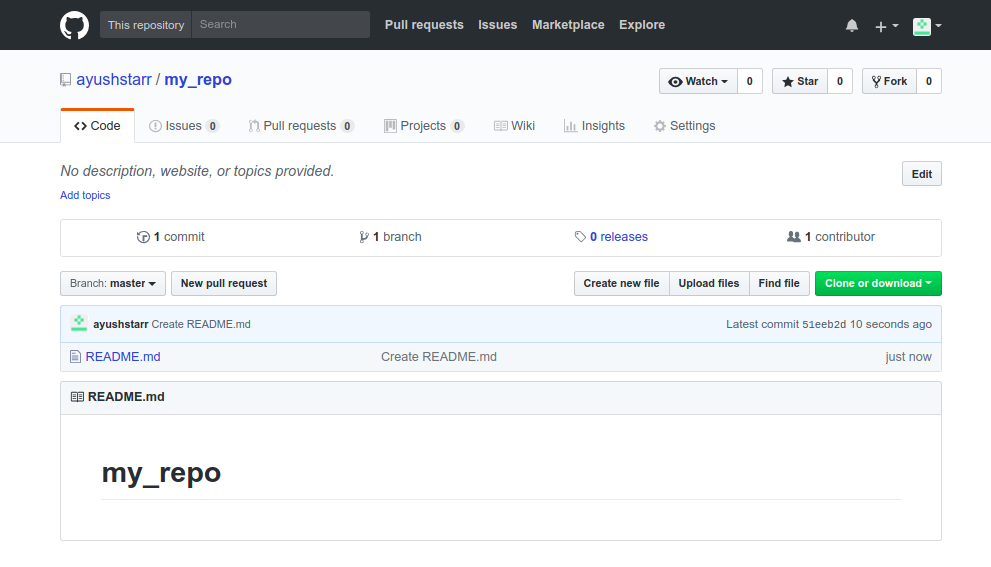 This repository Search Pull requests Issues Marketplace Explore
ayushstarr / my_repo Watch 0 Star 0 Fork 0
Code Issues 0 Pull requests 0 Projects 0 Wiki Insights Settings
No description, website, or topics provided. Edit
Add topics
1 commit 1 branch 0 releases 1 contributor
Branch: master New pull request Create new file Upload files Find file Clone or download
ayushstarr Create README.md Latest commit 51eeb2d 10 seconds ago
README.md Create README.md just now
README.md
my_repo